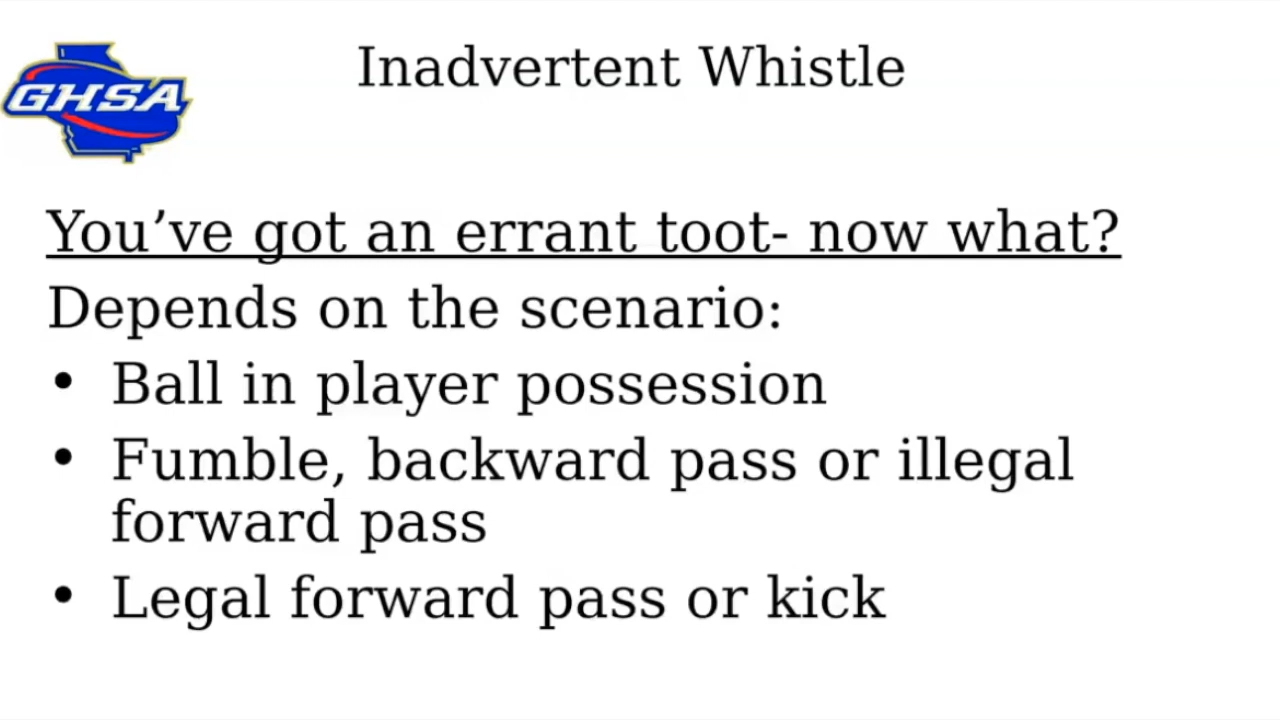 Inadvertent Whistle
GHSA
You’ve got an errant toot- now what?
Depends on the scenario:
• Ball in player possession
• Fumble, backward pass or illegal
forward pass
• Legal forward pass or kick